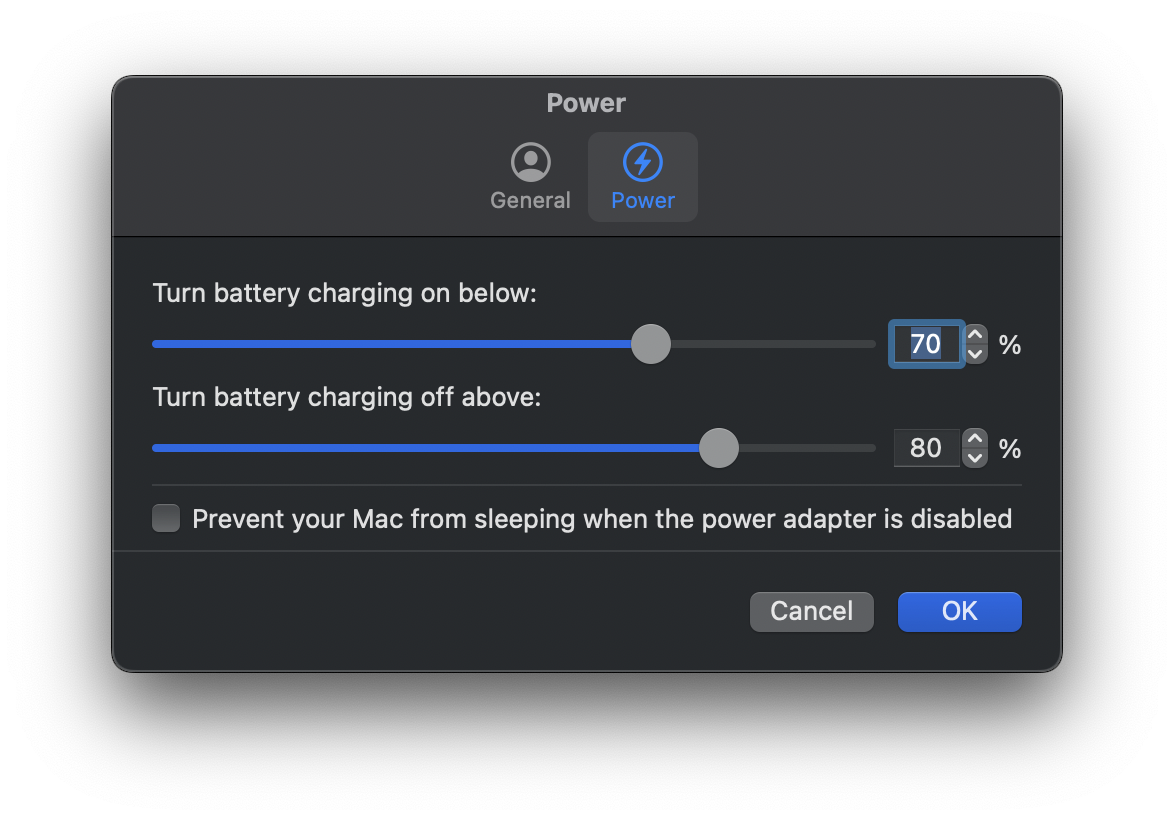 Power
General
Power
Turn battery charging on below:
70 %
Turn battery charging off above:
80 %
Prevent your Mac from sleeping when the power adapter is disabled
Cancel
OK